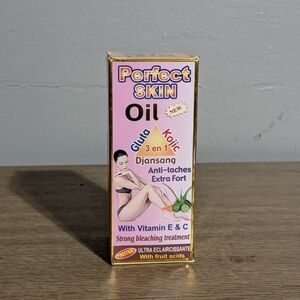 Perfect
SKIN
Oil
NEW
Gluta Kojic
3 en 1
Djansang
Anti-taches
Extra Fort
With Vitamin E & C
Strong bleaching treatment
ULTRA ECLAIRCISSANTE
With fruit acids